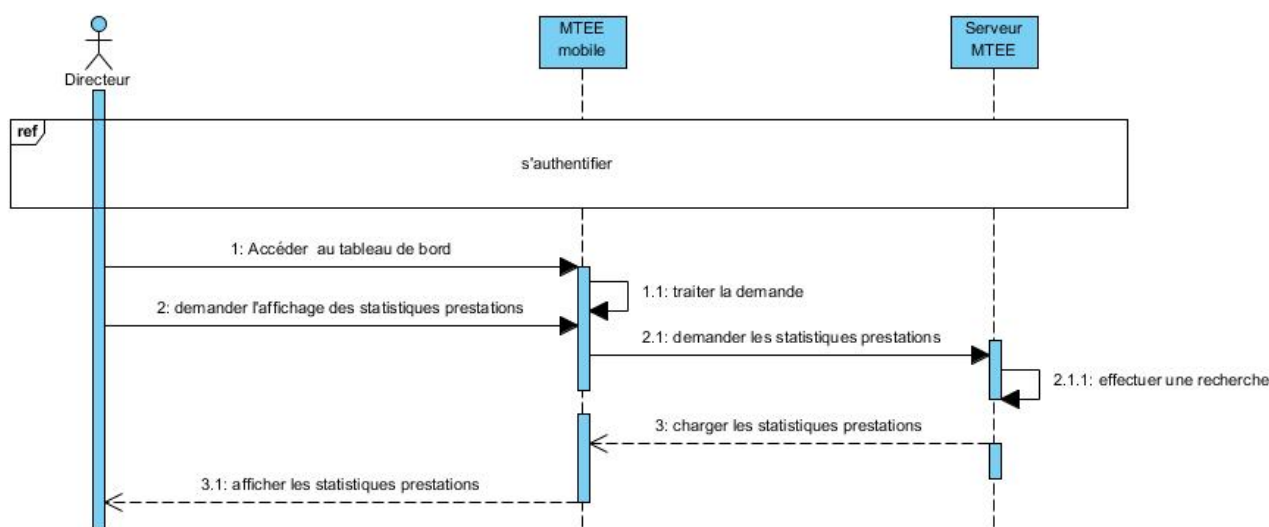 MTEE
mobile
Serveur
MTEE
Directeur
ref
s'authentifier
1: Accéder au tableau de bord
1.1: traiter la demande
2: demander l'affichage des statistiques prestations
2.1: demander les statistiques prestations
2.1.1: effectuer une recherche
3: charger les statistiques prestations
3.1: afficher les statistiques prestations